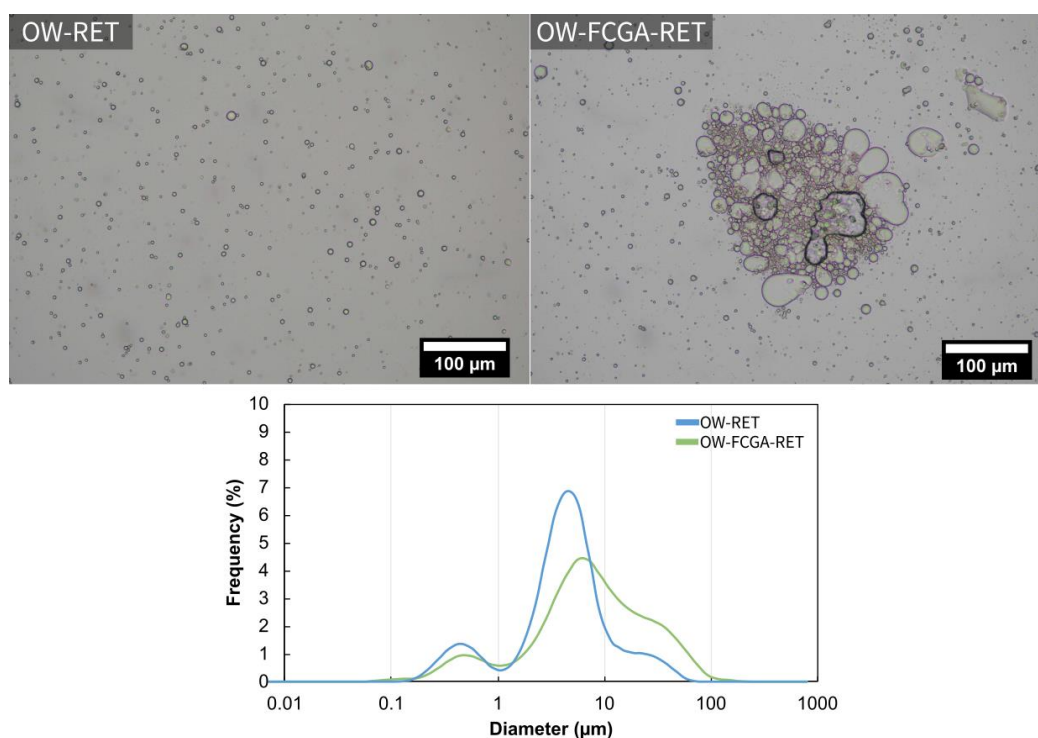 OW-RET
OW-FCGA-RET
100 μm
100 μm
10
9
8
7
6
5
4
3
2
1
0
Frequency (%)
OW-RET
OW-FCGA-RET
0.01
0.1
1
10
100
1000
Diameter (μm)